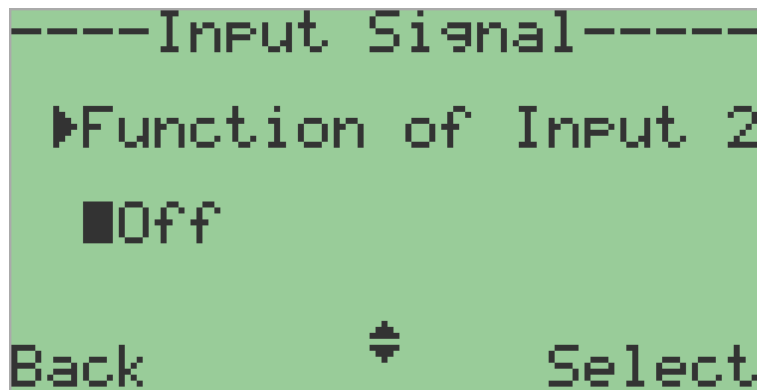 ----Input Signal-----
Function of Input 2
Off
Back Select